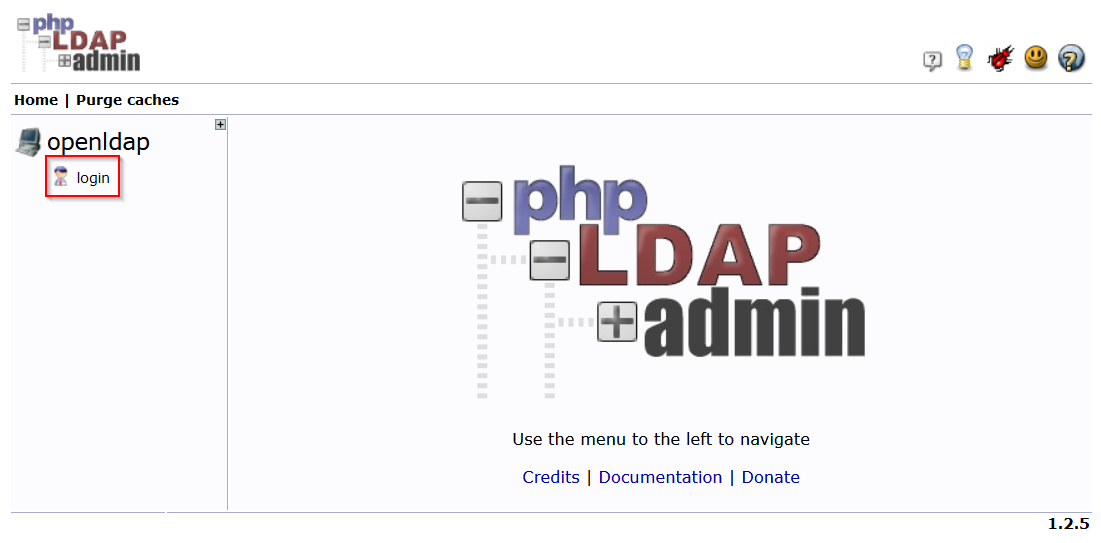 php
LDAP
admin
Home | Purge caches
openldap
login
php
LDAP
admin
Use the menu to the left to navigate
Credits | Documentation | Donate
1.2.5